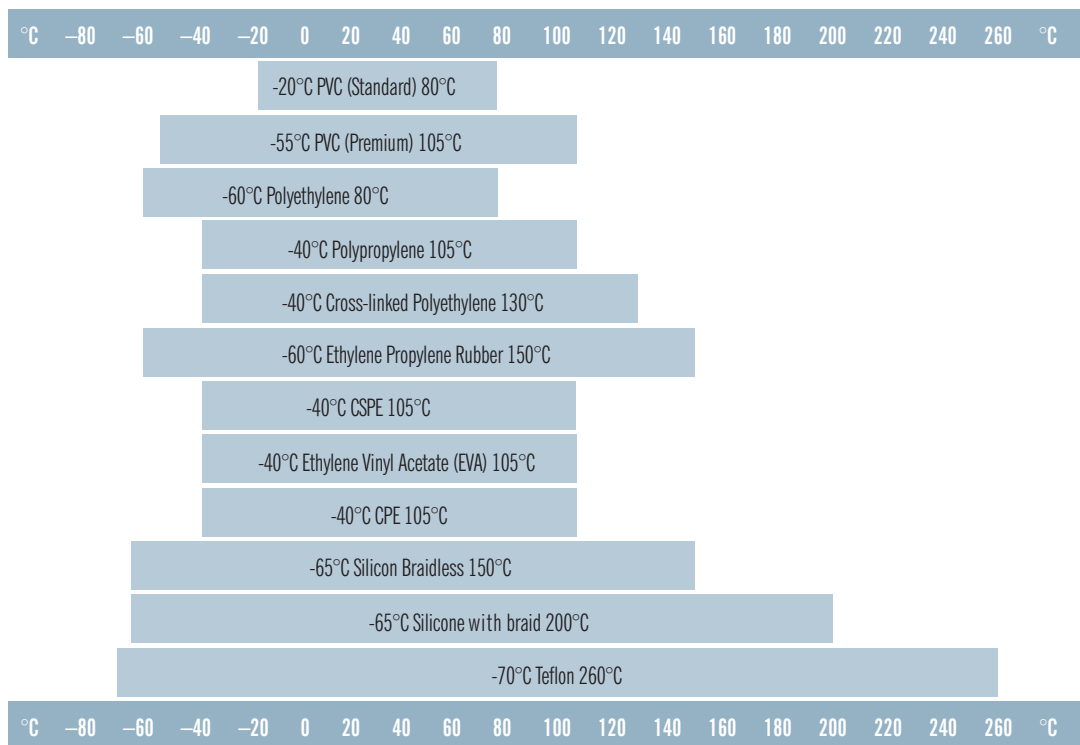 °C –80 –60 –40 –20 0 20 40 60 80 100 120 140 160 180 200 220 240 260 °C
-20°C PVC (Standard) 80°C
-55°C PVC (Premium) 105°C
-60°C Polyethylene 80°C
-40°C Polypropylene 105°C
-40°C Cross-linked Polyethylene 130°C
-60°C Ethylene Propylene Rubber 150°C
-40°C CSPE 105°C
-40°C Ethylene Vinyl Acetate (EVA) 105°C
-40°C CPE 105°C
-65°C Silicon Braidless 150°C
-65°C Silicone with braid 200°C
-70°C Teflon 260°C
°C –80 –60 –40 –20 0 20 40 60 80 100 120 140 160 180 200 220 240 260 °C